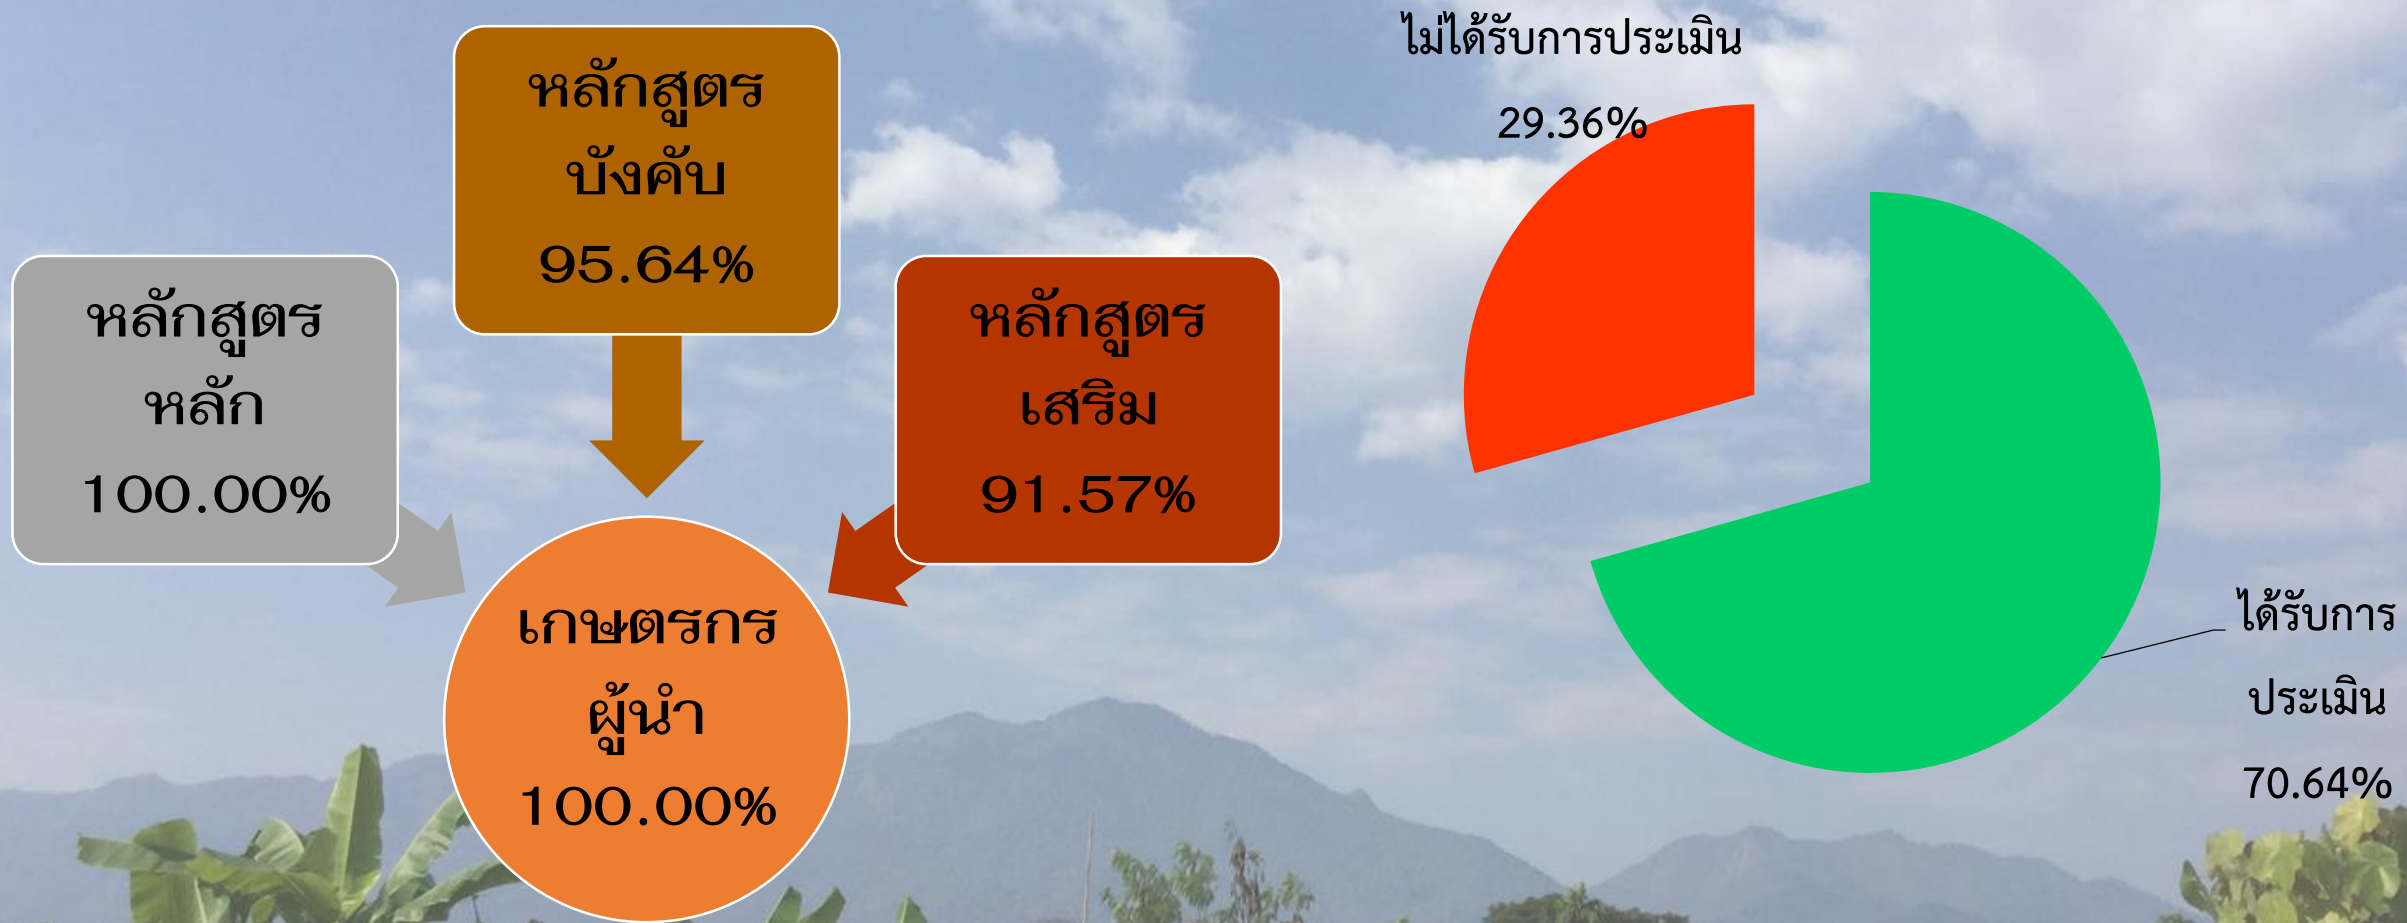 หลักสูตร
หลัก
100.00%
หลักสูตร
บังคับ
95.64%
หลักสูตร
เสริม
91.57%
เกษตรกร
ผู้นำ
100.00%
ไม่ได้รับการประเมิน
29.36%
ได้รับการ
ประเมิน
70.64%